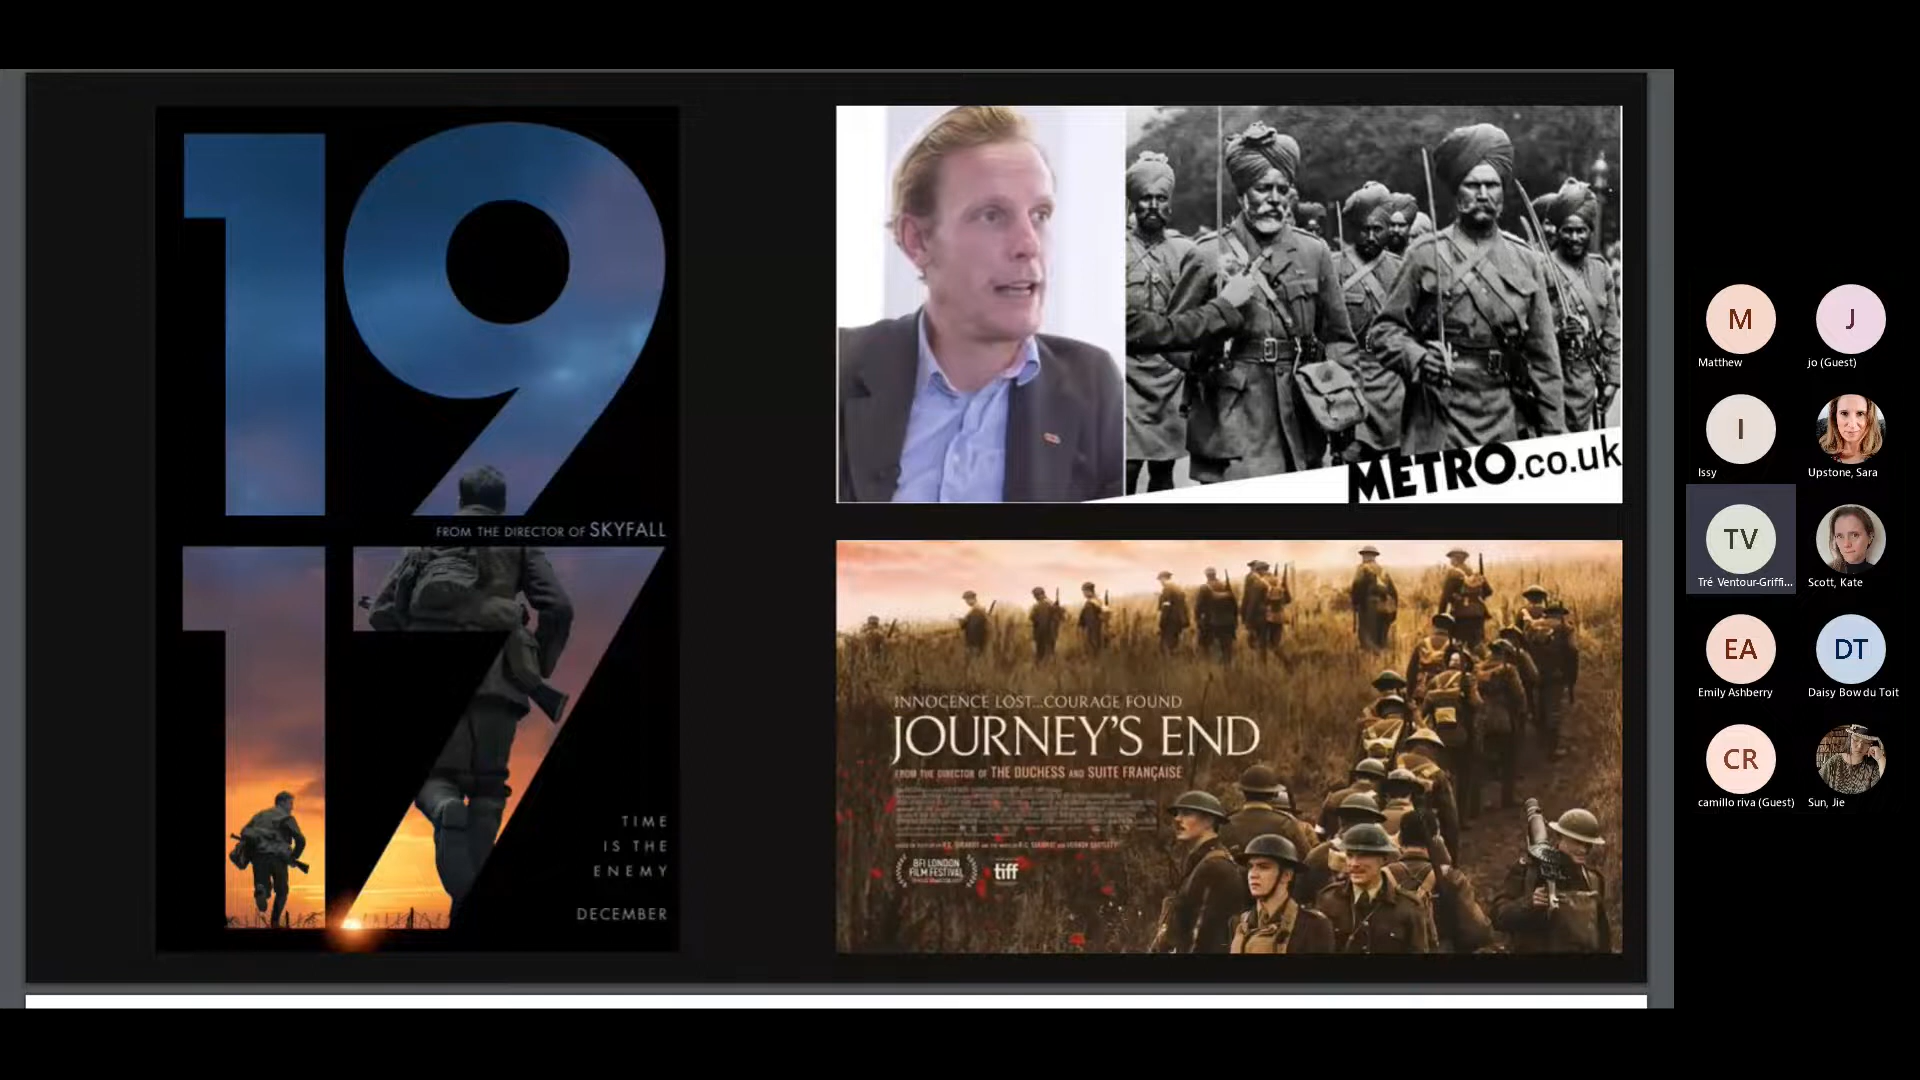 19
FROM THE DIRECTOR OF SKYFALL
17
TIME
IS THE
ENEMY
DECEMBER
METRO.co.uk
INNOCENCE LOST...COURAGE FOUND
JOURNEY'S END
FROM THE DIRECTOR OF THE DUCHESS AND SUITE FRANÇAISE
BFI LONDON
FILM FESTIVAL
tiff
M
Matthew
J
jo (Guest)
I
Issy
Upstone, Sara
TV
Tré Ventour-Griffi...
Scott, Kate
EA
Emily Ashberry
DT
Daisy Bow du Toit
CR
camillo riva (Guest)
Sun, Jie